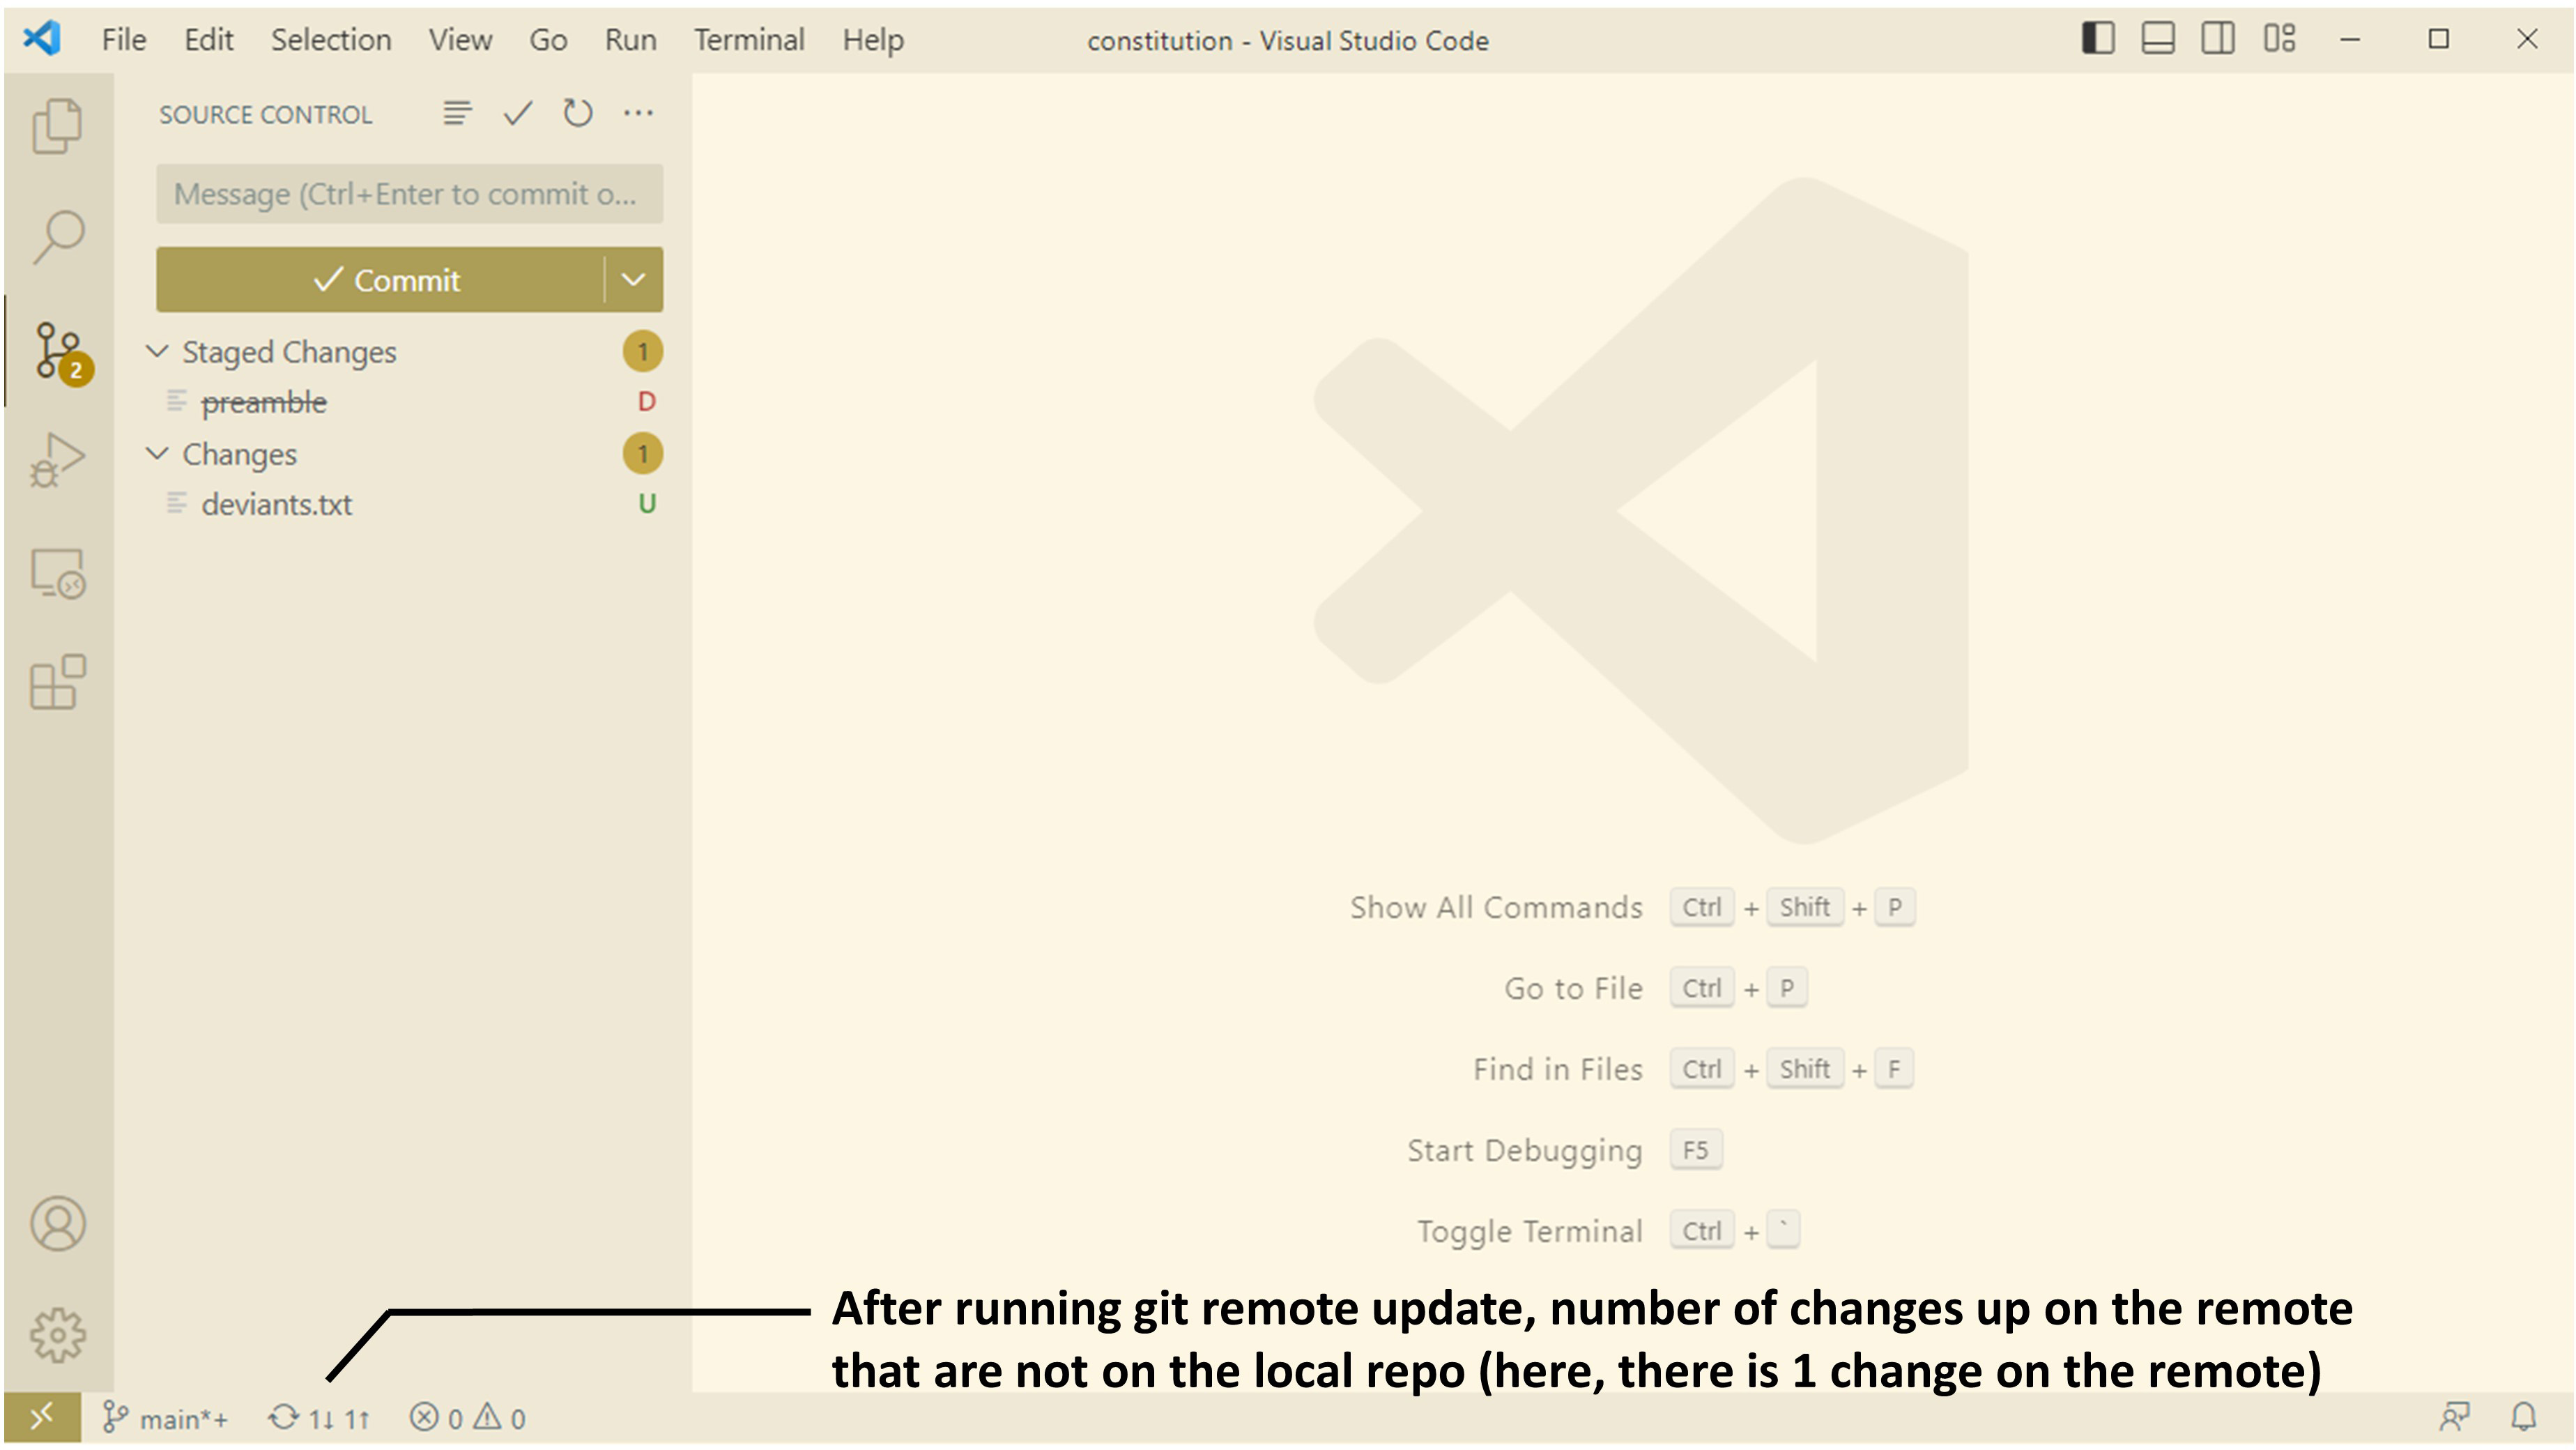 File Edit Selection View Go Run Terminal Help
constitution - Visual Studio Code
SOURCE CONTROL
Message (Ctrl+Enter to commit o...
Commit
Staged Changes 1
preamble D
2
Changes 1
deviants.txt U
Show All Commands Ctrl + Shift + P
Go to File Ctrl + P
Find in Files Ctrl + Shift + F
Start Debugging F5
Toggle Terminal Ctrl + `
After running git remote update, number of changes up on the remote
that are not on the local repo (here, there is 1 change on the remote)
main*+ 1↓ 1↑ 0 0